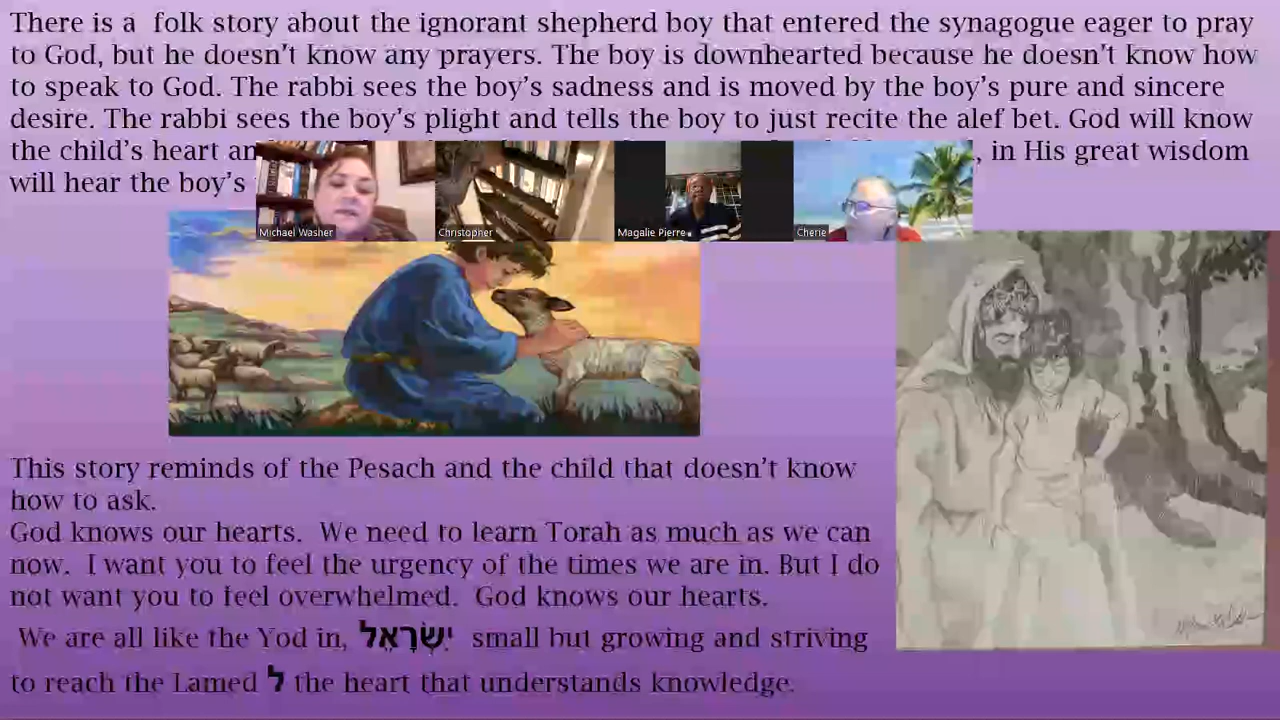 There is a folk story about the ignorant shepherd boy that entered the synagogue eager to pray
to God, but he doesn't know any prayers. The boy is downhearted because he doesn't know how
to speak to God. The rabbi sees the boy's sadness and is moved by the boy's pure and sincere
desire. The rabbi sees the boy's plight and tells the boy to just recite the alef bet. God will know
the child's heart , in His great wisdom
will hear the boy's
Michael Washer
Christopher
Magalie Pierre
Cherie
This story reminds of the Pesach and the child that doesn't know
how to ask.
God knows our hearts. We need to learn Torah as much as we can
now. I want you to feel the urgency of the times we are in. But I do
not want you to feel overwhelmed. God knows our hearts.
We are all like the Yod in, יִשְׂרָאֵל small but growing and striving
to reach the Lamed ל the heart that understands knowledge.